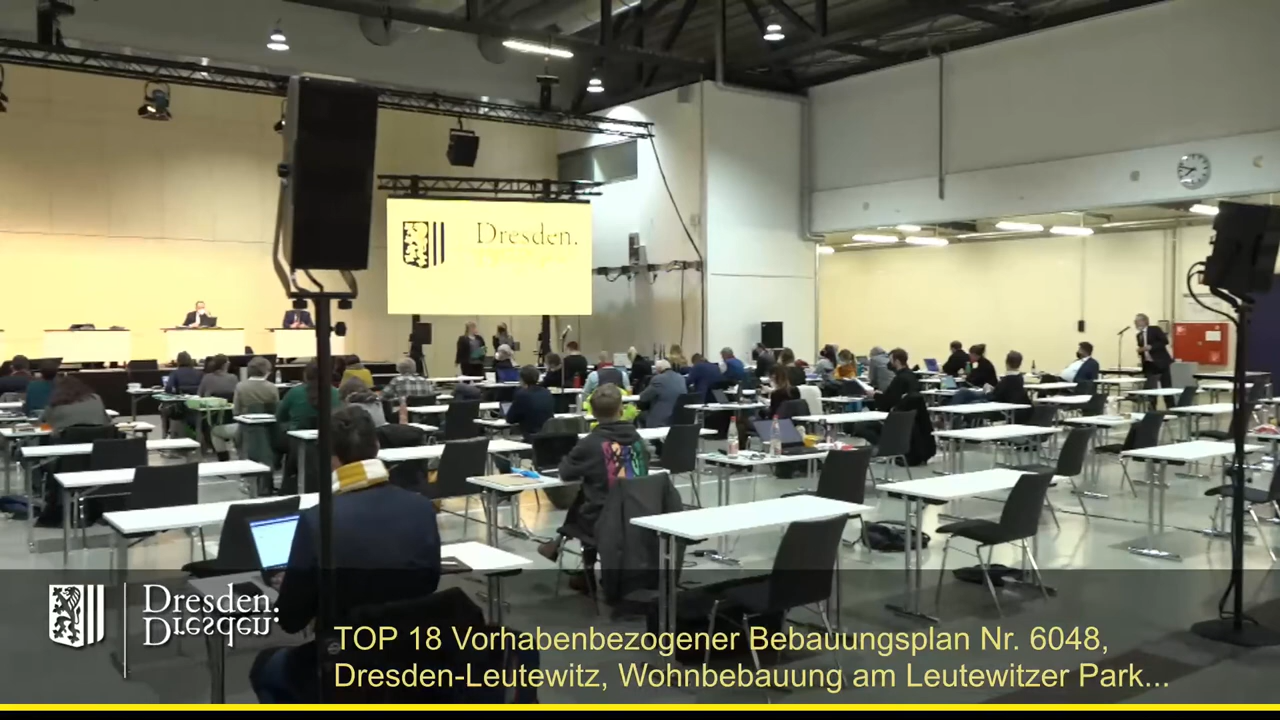 Dresden.
Dresden.
Dresden.
TOP 18 Vorhabenbezogener Bebauungsplan Nr. 6048,
Dresden-Leutewitz, Wohnbebauung am Leutewitzer Park...